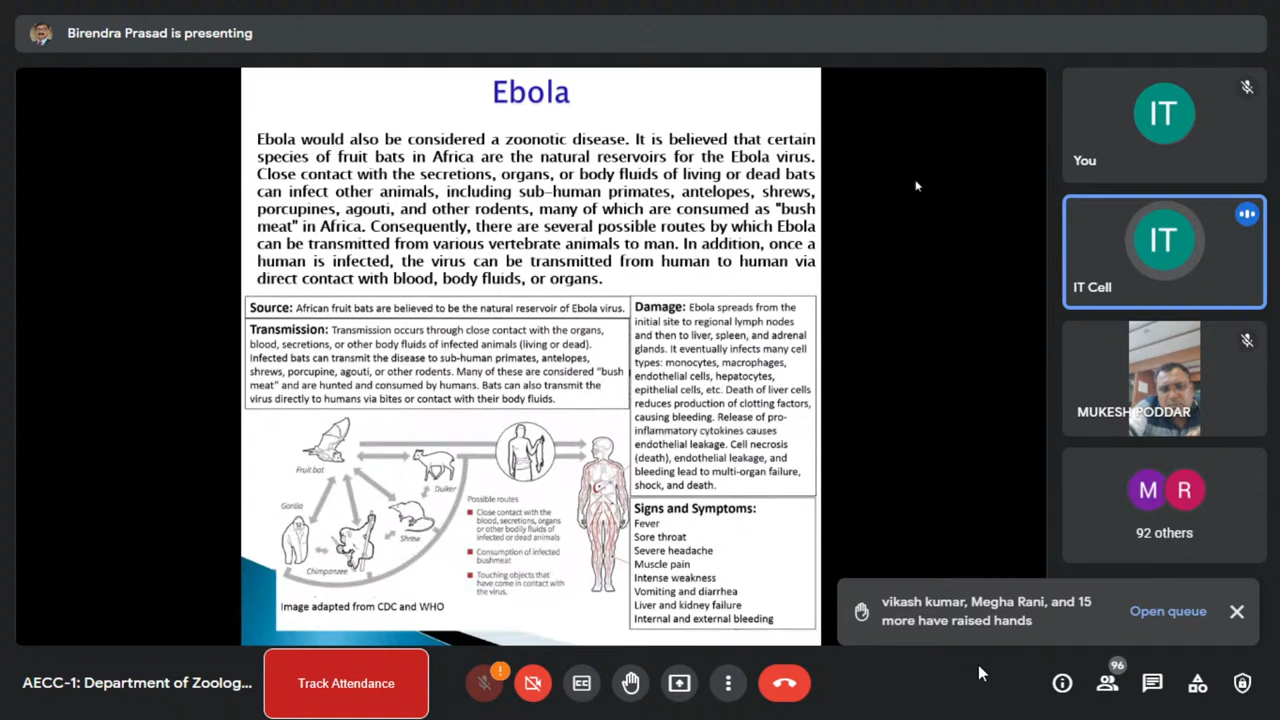 Birendra Prasad is presenting
Ebola
Ebola would also be considered a zoonotic disease. It is believed that certain
species of fruit bats in Africa are the natural reservoirs for the Ebola virus.
Close contact with the secretions, organs, or body fluids of living or dead bats
can infect other animals, including sub-human primates, antelopes, shrews,
porcupines, agouti, and other rodents, many of which are consumed as "bush
meat" in Africa. Consequently, there are several possible routes by which Ebola
can be transmitted from various vertebrate animals to man. In addition, once a
human is infected, the virus can be transmitted from human to human via
direct contact with blood, body fluids, or organs.
Source: African fruit bats are believed to be the natural reservoir of Ebola virus.
Transmission: Transmission occurs through close contact with the organs,
blood, secretions, or other body fluids of infected animals (living or dead).
Infected bats can transmit the disease to sub-human primates, antelopes,
shrews, porcupine, agouti, or other rodents. Many of these are considered "bush
meat" and are hunted and consumed by humans. Bats can also transmit the
virus directly to humans via bites or contact with their body fluids.
Damage: Ebola spreads from the
initial site to regional lymph nodes
and then to liver, spleen, and adrenal
glands. It eventually infects many cell
types: monocytes, macrophages,
endothelial cells, hepatocytes,
epithelial cells, etc. Death of liver cells
reduces production of clotting factors,
causing bleeding. Release of pro-
inflammatory cytokines causes
endothelial leakage. Cell necrosis
(death), endothelial leakage, and
bleeding lead to multi-organ failure,
shock, and death.
Fruit bat
Duiker
Gorilla
Shrew
Chimpanzee
Possible routes
Close contact with the
blood, secretions, organs
or other bodily fluids of
infected or dead animals
Consumption of infected
bushmeat
Touching objects that
have come in contact with
the virus.
Image adapted from CDC and WHO
Signs and Symptoms:
Fever
Sore throat
Severe headache
Muscle pain
Intense weakness
Vomiting and diarrhea
Liver and kidney failure
Internal and external bleeding
IT
You
IT
IT Cell
MUKESH PODDAR
M R
92 others
vikash kumar, Megha Rani, and 15
more have raised hands
Open queue
AECC-1: Department of Zoolog...
Track Attendance
!
CC
96